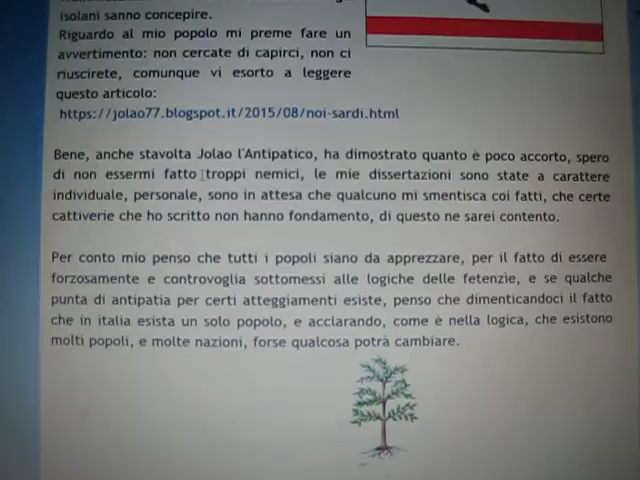 isolani sanno concepire.
Riguardo al mio popolo mi preme fare un
avvertimento: non cercate di capirci, non ci
riuscirete, comunque vi esorto a leggere
questo articolo:
https://jolao77.blogspot.it/2015/08/noi-sardi.html
Bene, anche stavolta Jolao l'Antipatico, ha dimostrato quanto è poco accorto, spero
di non essermi fatto troppi nemici, le mie dissertazioni sono state a carattere
individuale, personale, sono in attesa che qualcuno mi smentisca coi fatti, che certe
cattiverie che ho scritto non hanno fondamento, di questo ne sarei contento.
Per conto mio penso che tutti i popoli siano da apprezzare, per il fatto di essere
forzosamente e controvoglia sottomessi alle logiche delle fetenzie, e se qualche
punta di antipatia per certi atteggiamenti esiste, penso che dimenticandoci il fatto
che in italia esista un solo popolo, e acclarando, come è nella logica, che esistono
molti popoli, e molte nazioni, forse qualcosa potrà cambiare.